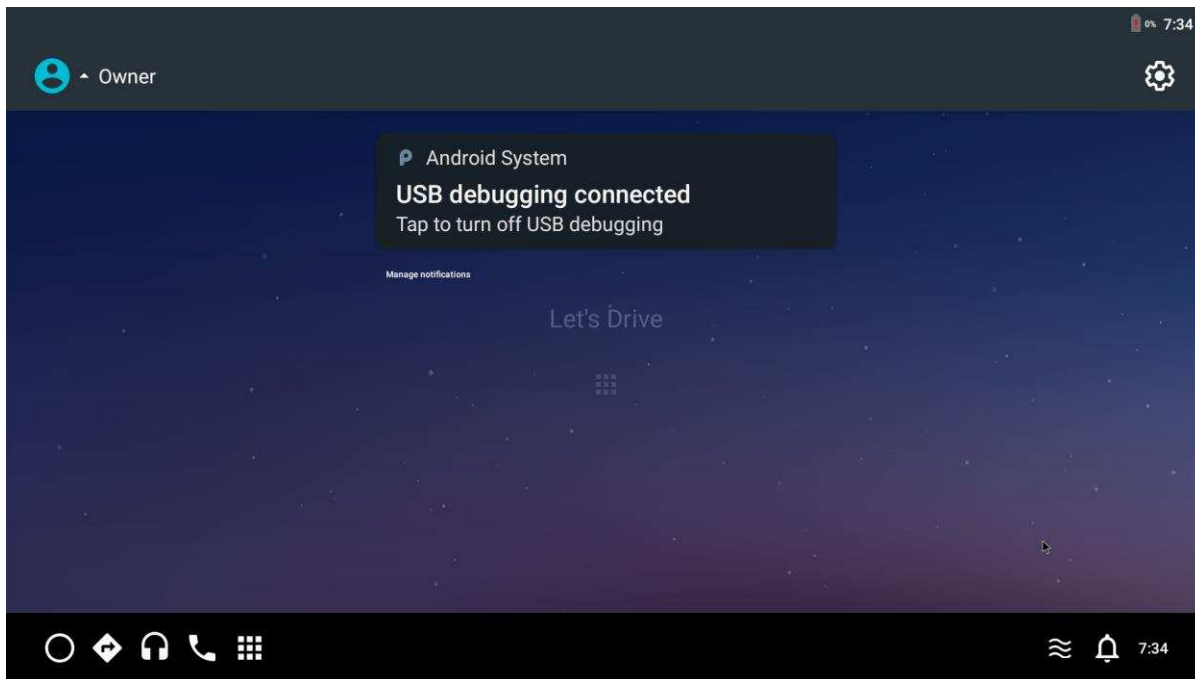 0% 7:34
Owner
Android System
USB debugging connected
Tap to turn off USB debugging
Manage notifications
Let's Drive
7:34